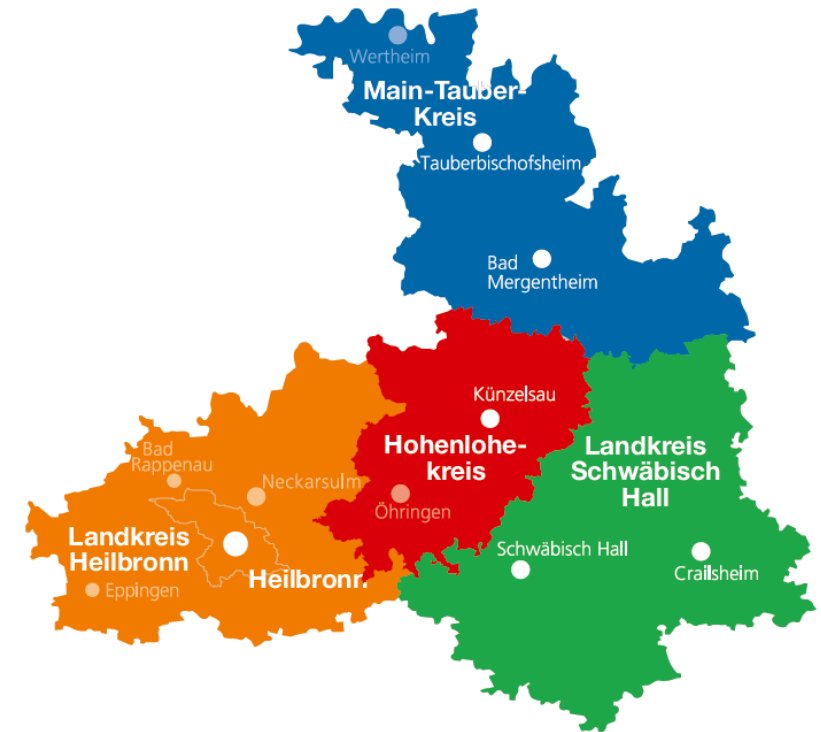 Wertheim
Main-Tauber-
Kreis
Tauberbischofsheim
Bad
Mergentheim
Künzelsau
Hohenlohe-
kreis
Öhringen
Landkreis
Schwäbisch
Hall
Schwäbisch Hall
Crailsheim
Bad
Rappenau
Neckarsulm
Landkreis
Heilbronn
Heilbronn
Eppingen